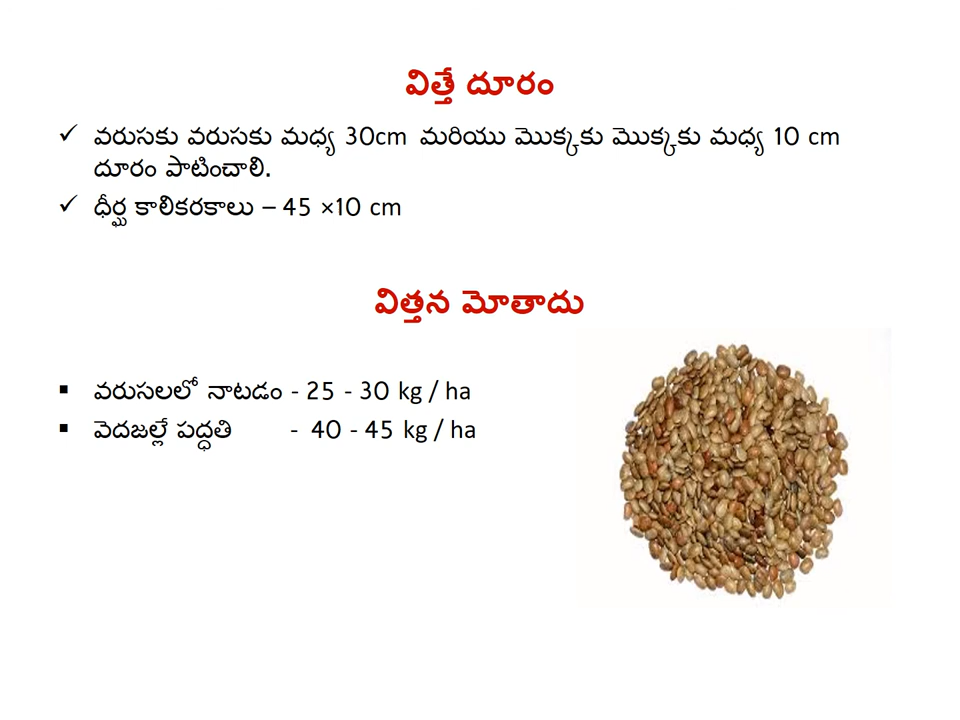 విత్తే దూరం
✓ వరుసకు వరుసకు మధ్య 30cm మరియు మొక్కకు మొక్కకు మధ్య 10 cm
దూరం పాటించాలి.
✓ ధీర్ఘ కాలికరకాలు – 45 ×10 cm
విత్తన మోతాదు
▪ వరుసలలో నాటడం - 25 - 30 kg / ha
▪ వెదజల్లే పద్ధతి - 40 - 45 kg / ha